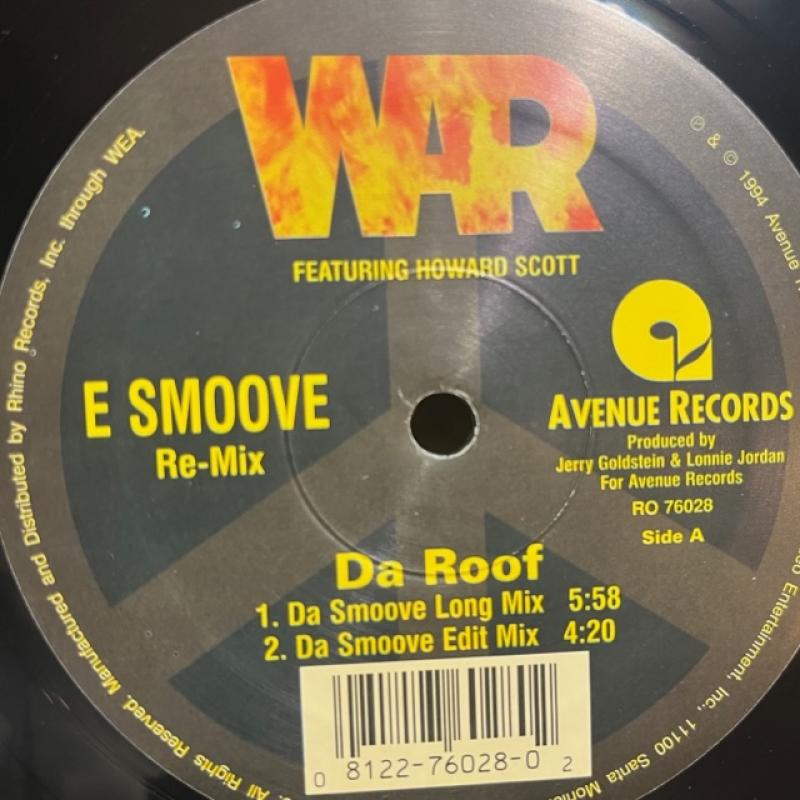 WAR
FEATURING HOWARD SCOTT
E SMOOVE
Re-Mix
AVENUE RECORDS
Produced by
Jerry Goldstein & Lonnie Jordan
For Avenue Records
RO 76028
Side A
Da Roof
1. Da Smoove Long Mix 5:58
2. Da Smoove Edit Mix 4:20
0 8122-76028-0 2
All Rights Reserved. Manufactured and Distributed by Rhino Records, Inc. through WEA.
℗ & © 1994 Avenue
Entertainment, Inc., 11100 Santa